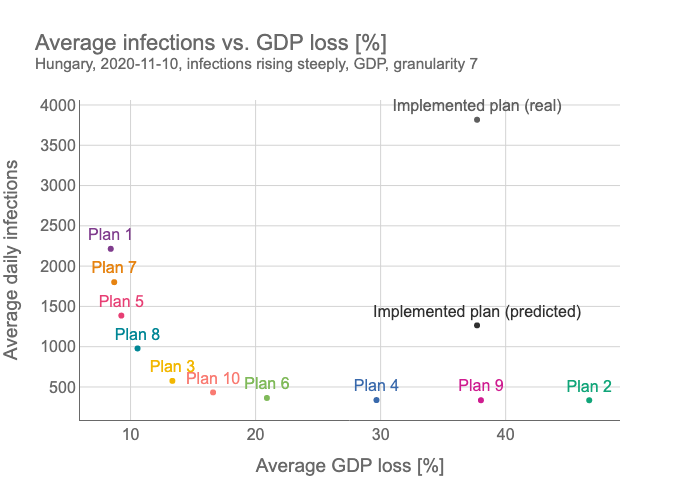 Average infections vs. GDP loss [%]
Hungary, 2020-11-10, infections rising steeply, GDP, granularity 7
4000
Implemented plan (real)
3500
3000
2500
Plan 1
2000
Plan 7
1500
Plan 5
Implemented plan (predicted)
1000
Plan 8
Plan 3
Plan 10
Plan 6
Plan 4
Plan 9
Plan 2
500
10
20
30
40
Average GDP loss [%]
Average daily infections